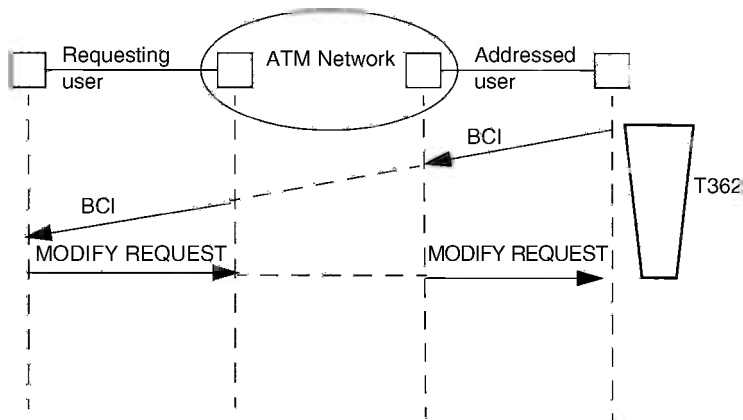 Requesting
user
ATM Network
Addressed
user
BCI
T362
BCI
MODIFY REQUEST
MODIFY REQUEST